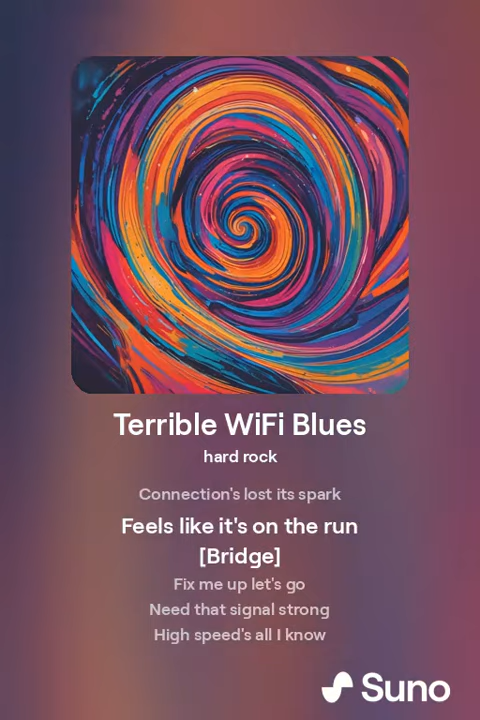 Terrible WiFi Blues
hard rock
Connection's lost its spark
Feels like it's on the run
[Bridge]
Fix me up let's go
Need that signal strong
High speed's all I know
Suno